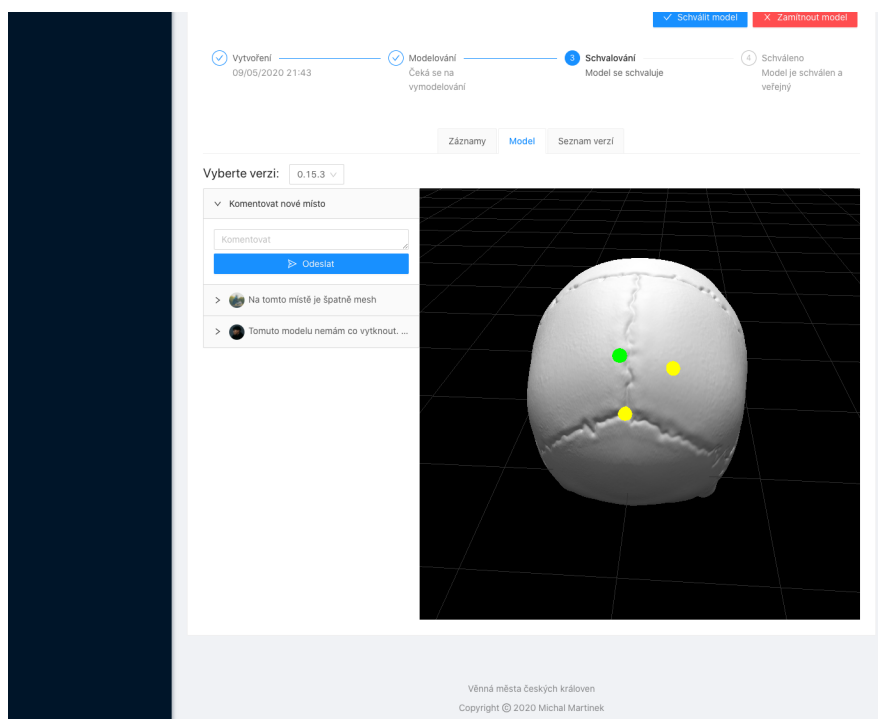 Schválit model
Zamítnout model
Vytvoření
09/05/2020 21:43
Modelování
Čeká se na
vymodelování
3
Schvalování
Model se schvaluje
4
Schváleno
Model je schválen a
veřejný
Záznamy
Model
Seznam verzí
Vyberte verzi:
0.15.3
Komentovat nové místo
Komentovat
Odeslat
Na tomto místě je špatně mesh
Tomuto modelu nemám co vytknout. ...
Věnná města českých královen
Copyright © 2020 Michal Martinek